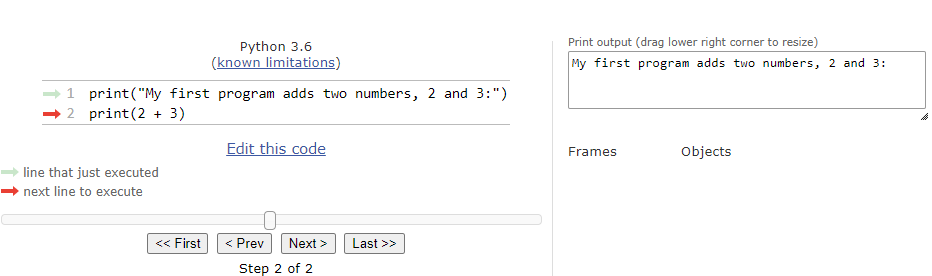 Python 3.6
(known limitations)
1 print("My first program adds two numbers, 2 and 3:")
2 print(2 + 3)
Edit this code
line that just executed
next line to execute
<< First < Prev Next > Last >>
Step 2 of 2
Print output (drag lower right corner to resize)
My first program adds two numbers, 2 and 3:
Frames Objects